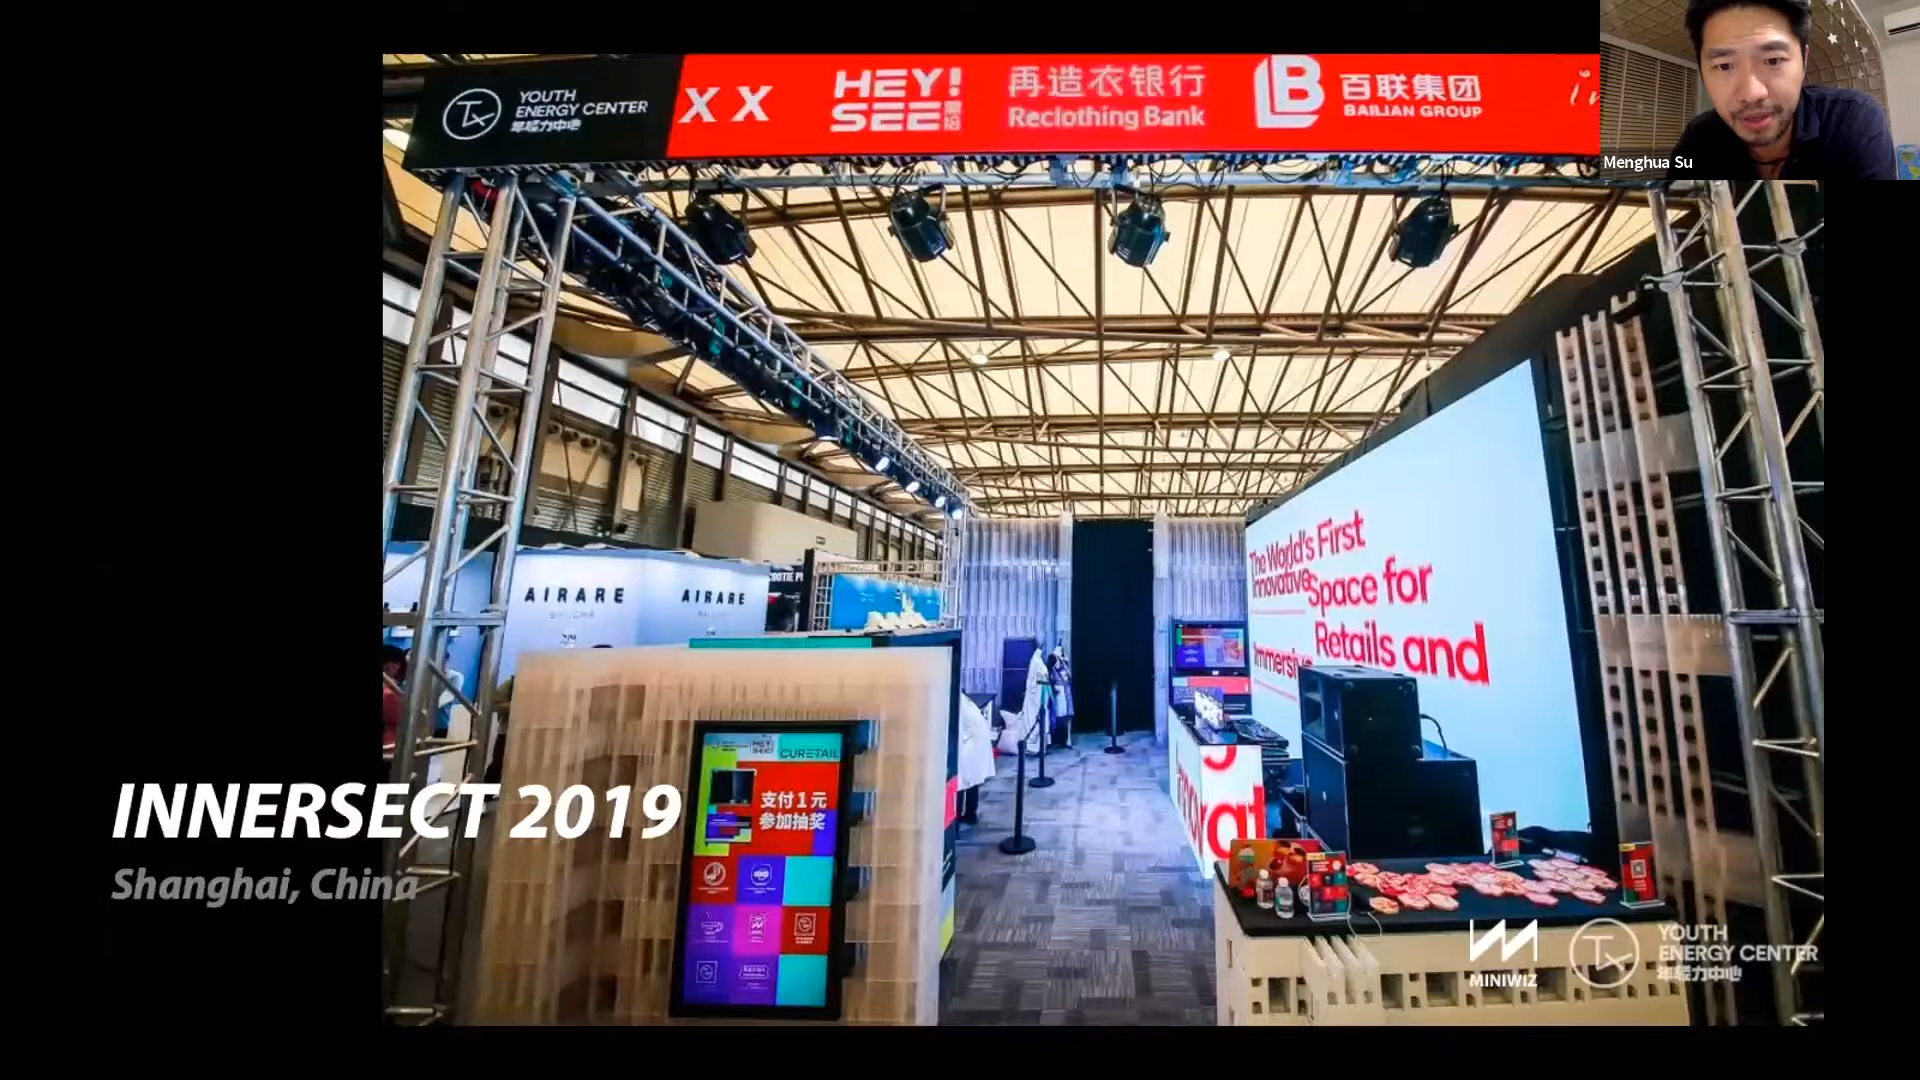 YOUTH
ENERGY CENTER
年轻力中心
X X
HEY!
SEE
再造衣银行
Reclothing Bank
百联集团
BAILIAN GROUP
Menghua Su
AIRARE
AIRARE
The World's First
Innovative Space for
Immersive Retails and
HEY!
CURETAIL
支付1元
参加抽奖
INNERSECT 2019
Shanghai, China
MINIWIZ
YOUTH
ENERGY CENTER
年轻力中心